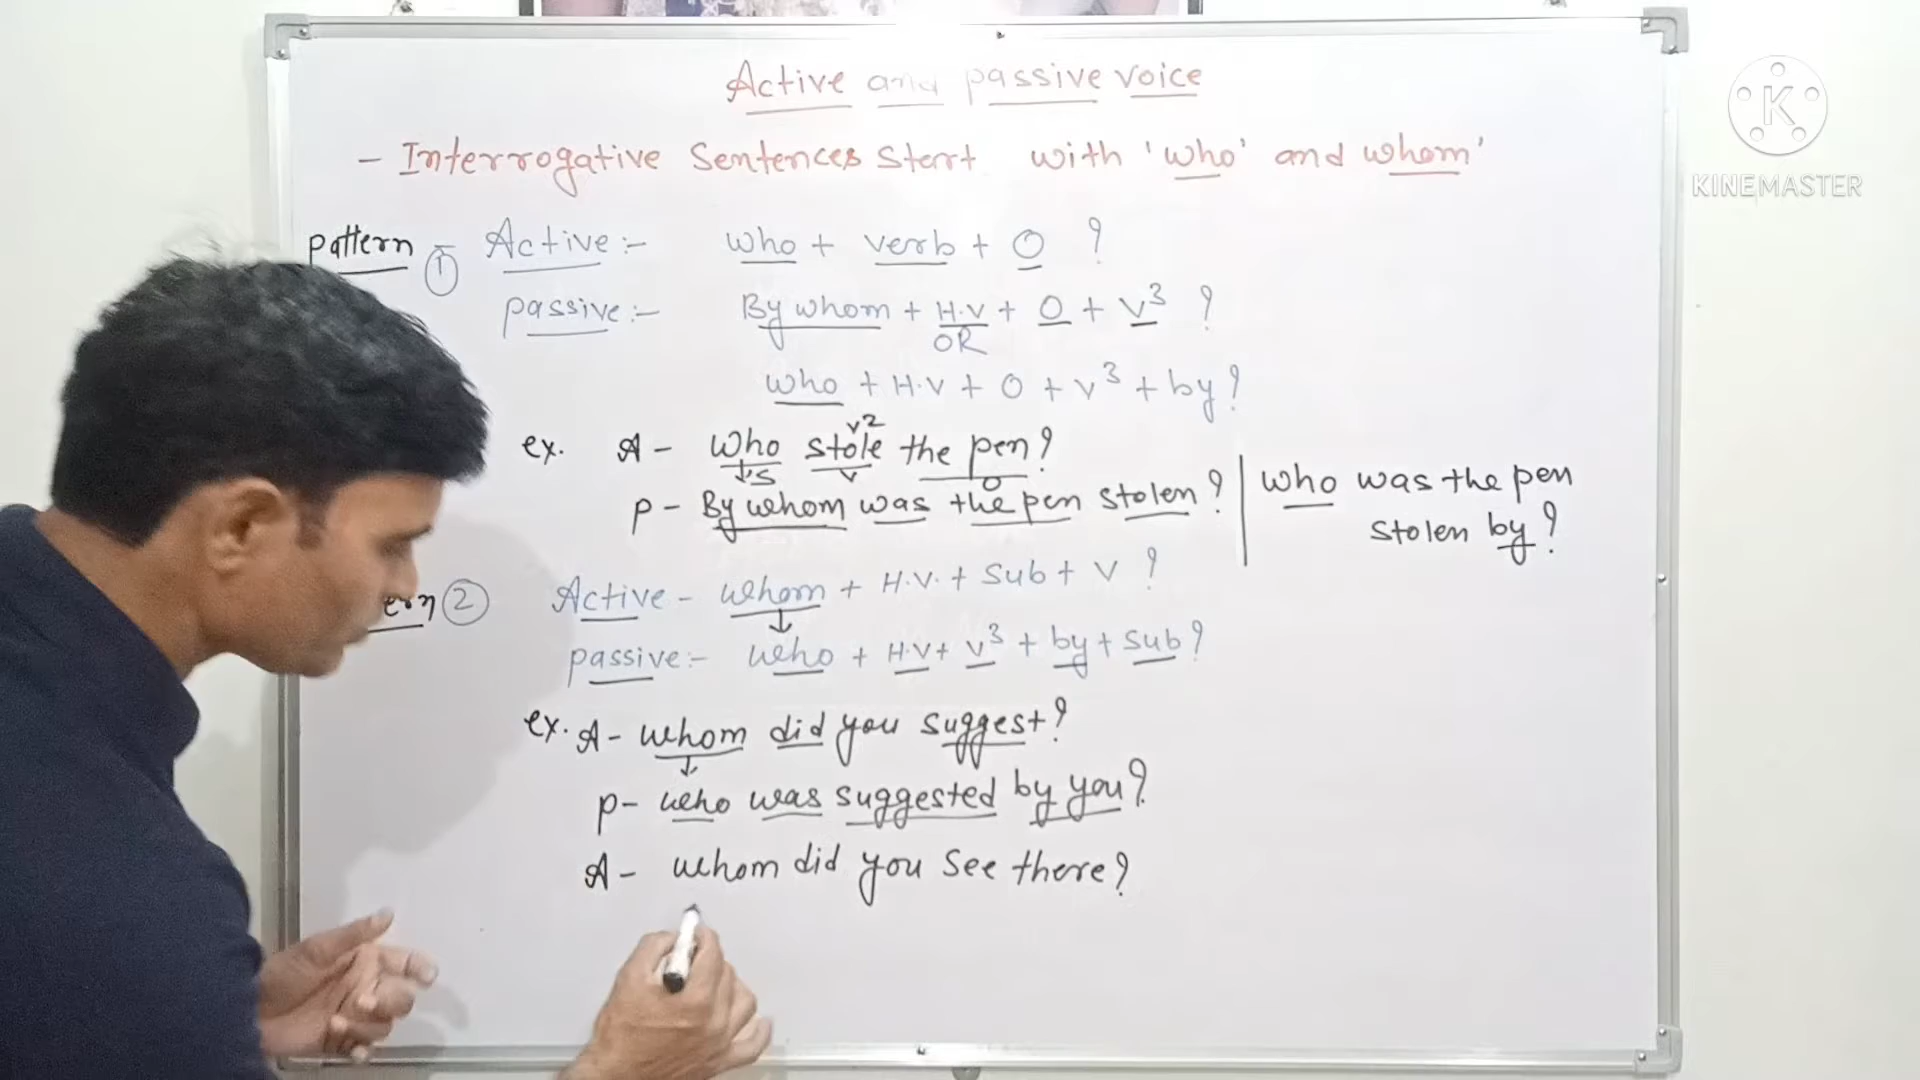 Active and passive voice
- Interrogative Sentences Start with 'who' and whom'
K
KINEMASTER
pattern ① Active :- who + verb + O ?
passive :- By whom + H.V + O + V3 ?
OR
who + H.V + O + V3 + by ?
V2
ex. A - Who stole the pen ?
S V O
P - By whom was the pen stolen ? | who was the pen
stolen by ?
ern ② Active - whom + H.V. + Sub + V ?
passive :- who + H.V + V3 + by + Sub ?
ex. A - whom did you suggest ?
P - who was suggested by you ?
A - whom did you see there ?